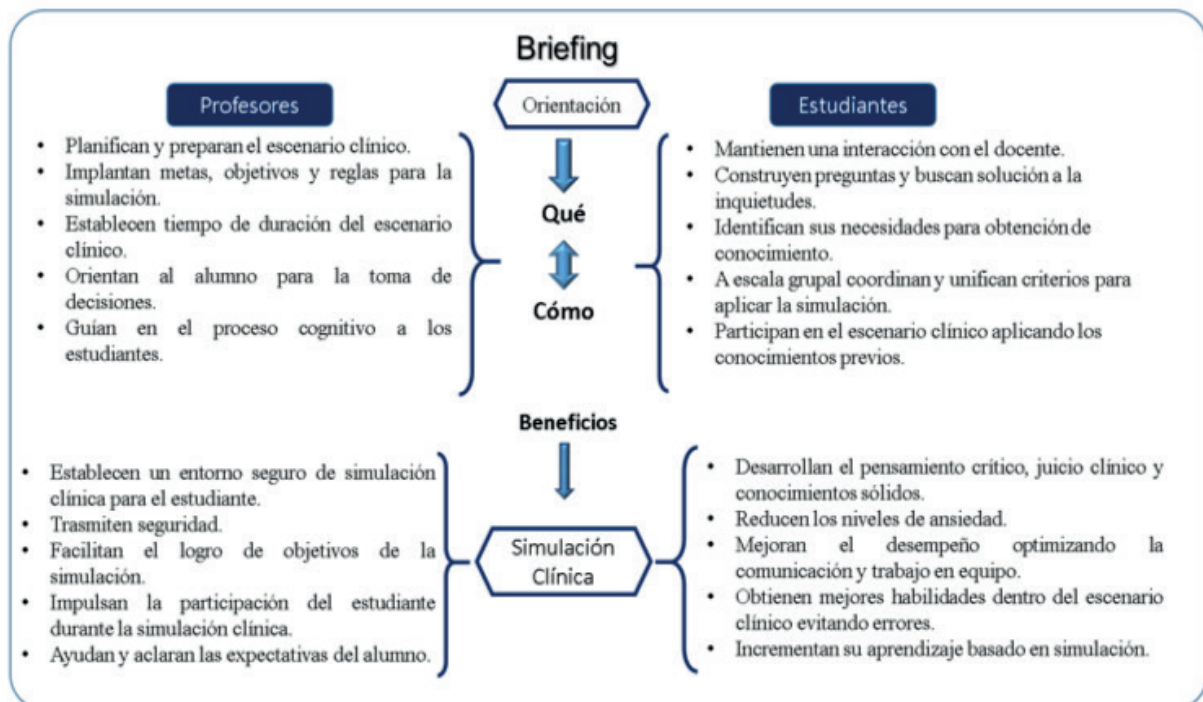 Briefing
Profesores
Orientación
Estudiantes
• Planifican y preparan el escenario clínico.
• Implantan metas, objetivos y reglas para la
simulación.
• Establecen tiempo de duración del escenario
clínico.
• Orientan al alumno para la toma de
decisiones.
• Guían en el proceso cognitivo a los
estudiantes.
Qué
Cómo
• Mantienen una interacción con el docente.
• Construyen preguntas y buscan solución a la
inquietudes.
• Identifican sus necesidades para obtención de
conocimiento.
• A escala grupal coordinan y unifican criterios para
aplicar la simulación.
• Participan en el escenario clínico aplicando los
conocimientos previos.
Beneficios
• Establecen un entorno seguro de simulación
clínica para el estudiante.
• Trasmiten seguridad.
• Facilitan el logro de objetivos de la
simulación.
• Impulsan la participación del estudiante
durante la simulación clínica.
• Ayudan y aclaran las expectativas del alumno.
Simulación
Clínica
• Desarrollan el pensamiento crítico, juicio clínico y
conocimientos sólidos.
• Reducen los niveles de ansiedad.
• Mejoran el desempeño optimizando la
comunicación y trabajo en equipo.
• Obtienen mejores habilidades dentro del escenario
clínico evitando errores.
• Incrementan su aprendizaje basado en simulación.